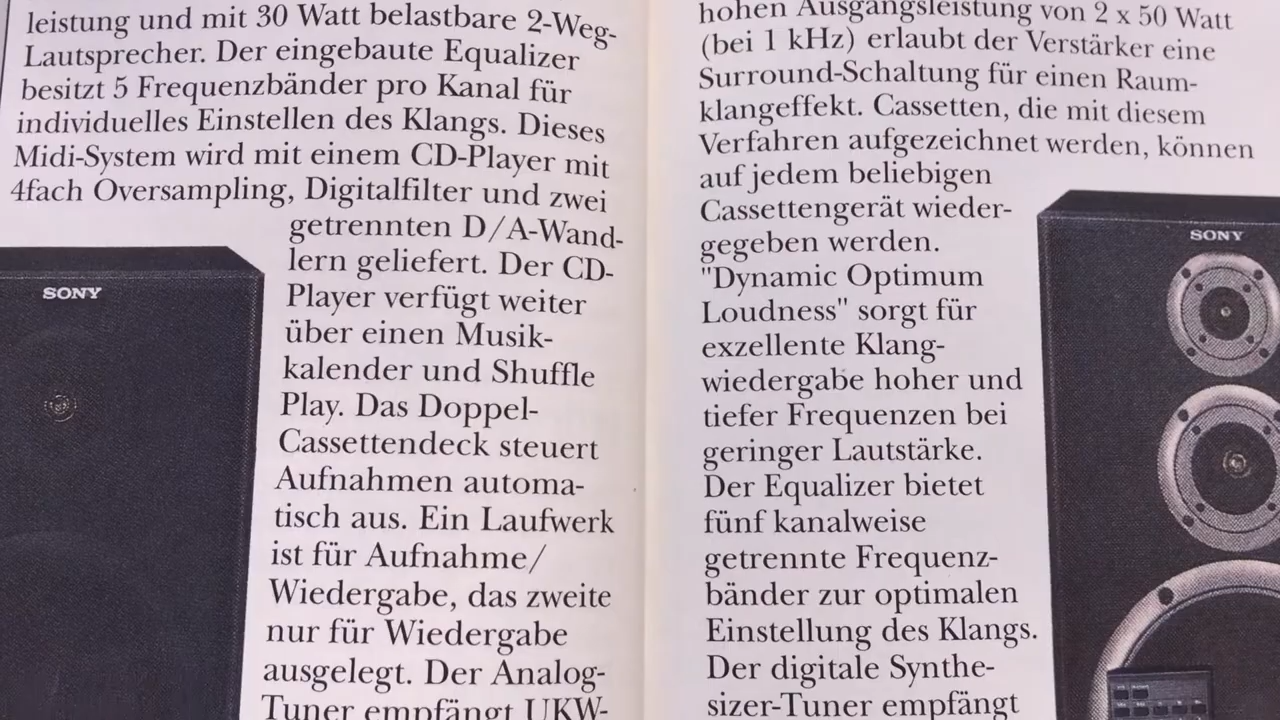 leistung und mit 30 Watt belastbare 2-Weg-
Lautsprecher. Der eingebaute Equalizer
besitzt 5 Frequenzbänder pro Kanal für
individuelles Einstellen des Klangs. Dieses
Midi-System wird mit einem CD-Player mit
4fach Oversampling, Digitalfilter und zwei
getrennten D/A-Wand-
lern geliefert. Der CD-
Player verfügt weiter
über einen Musik-
kalender und Shuffle
Play. Das Doppel-
Cassettendeck steuert
Aufnahmen automa-
tisch aus. Ein Laufwerk
ist für Aufnahme/
Wiedergabe, das zweite
nur für Wiedergabe
ausgelegt. Der Analog-
Tuner empfängt UKW-
SONY
hohen Ausgangsleistung von 2 x 50 Watt
(bei 1 kHz) erlaubt der Verstärker eine
Surround-Schaltung für einen Raum-
klangeffekt. Cassetten, die mit diesem
Verfahren aufgezeichnet werden, können
auf jedem beliebigen
Cassettengerät wieder-
gegeben werden.
"Dynamic Optimum
Loudness" sorgt für
exzellente Klang-
wiedergabe hoher und
tiefer Frequenzen bei
geringer Lautstärke.
Der Equalizer bietet
fünf kanalweise
getrennte Frequenz-
bänder zur optimalen
Einstellung des Klangs.
Der digitale Synthe-
sizer-Tuner empfängt
SONY